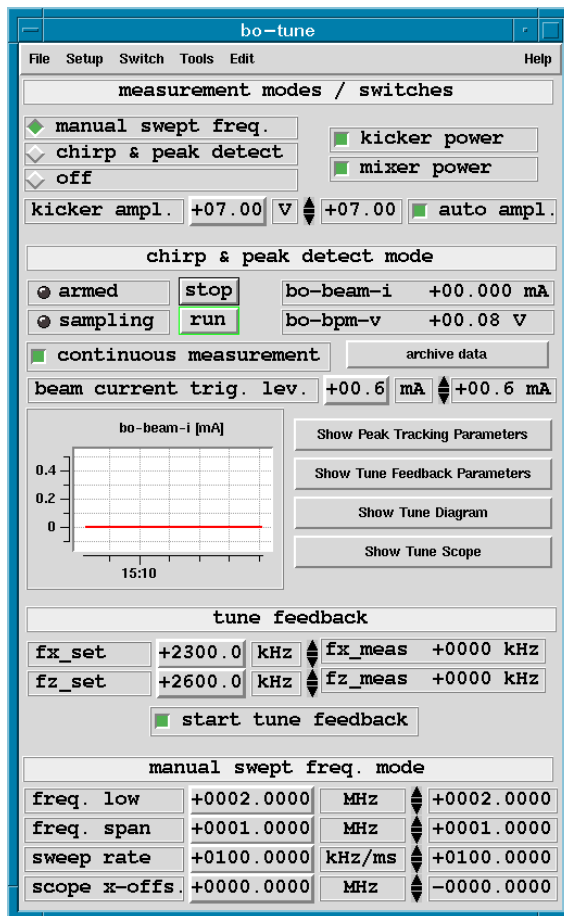 bo-tune
File Setup Switch Tools Edit Help
measurement modes / switches
manual swept freq.
chirp & peak detect
off
kicker power
mixer power
kicker ampl. +07.00 V +07.00 auto ampl.
chirp & peak detect mode
armed stop bo-beam-i +00.000 mA
sampling run bo-bpm-v +00.08 V
continuous measurement archive data
beam current trig. lev. +00.6 mA +00.6 mA
bo-beam-i [mA]
0.4
0.2
0
15:10
Show Peak Tracking Parameters
Show Tune Feedback Parameters
Show Tune Diagram
Show Tune Scope
tune feedback
fx_set +2300.0 kHz fx_meas +0000 kHz
fz_set +2600.0 kHz fz_meas +0000 kHz
start tune feedback
manual swept freq. mode
freq. low +0002.0000 MHz +0002.0000
freq. span +0001.0000 MHz +0001.0000
sweep rate +0100.0000 kHz/ms +0100.0000
scope x-offs. +0000.0000 MHz -0000.0000